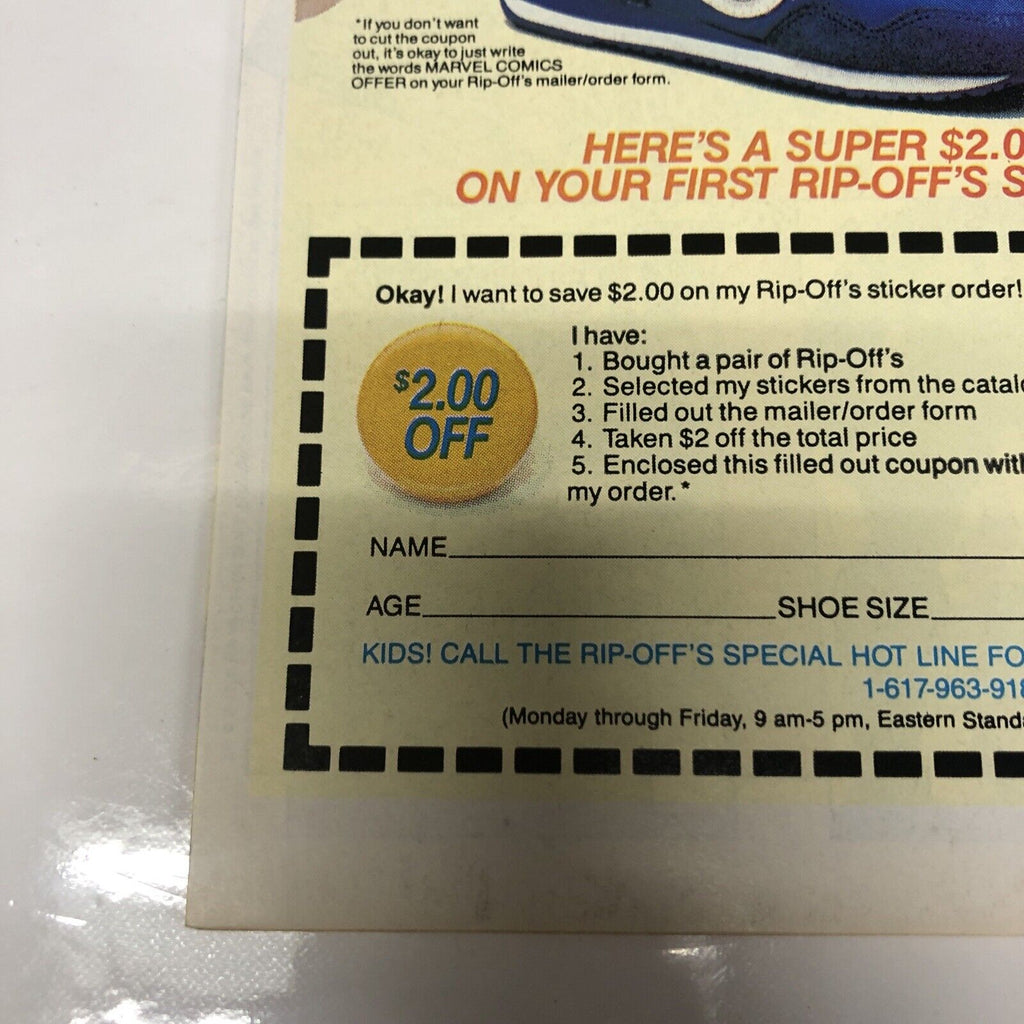 *If you don't want
to cut the coupon
out, it's okay to just write
the words MARVEL COMICS
OFFER on your Rip-Off's mailer/order form.
HERE'S A SUPER $2.0
ON YOUR FIRST RIP-OFF'S S
Okay! I want to save $2.00 on my Rip-Off's sticker order!
$2.00
OFF
I have:
1. Bought a pair of Rip-Off's
2. Selected my stickers from the catal
3. Filled out the mailer/order form
4. Taken $2 off the total price
5. Enclosed this filled out coupon with
my order.*
NAME
AGE SHOE SIZE
KIDS! CALL THE RIP-OFF'S SPECIAL HOT LINE FO
1-617-963-918
(Monday through Friday, 9 am-5 pm, Eastern Stand